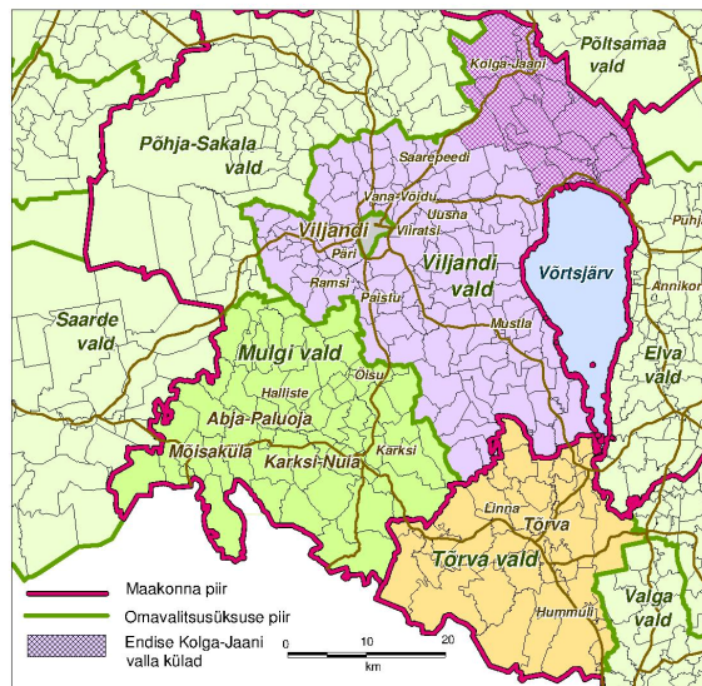 Kolga-Jaani
Põltsamaa
vald
Põhja-Sakala
vald
Saarepeedi
Vana-Võidu
Uusna
Viljandi
Viiratsi
Päri
Viljandi
vald
Võrtsjärv
Ramsi
Paistu
Annikor
Saarde
vald
Mustla
Mulgi vald
Elva
vald
Õisu
Halliste
Abja-Paluoja
Mõisaküla
Karksi-Nuia
Karksi
Linna
Tõrva
Tõrva vald
Valga
vald
Hummuli
Maakonna piir
Omavalitsusüksuse piir
Endise Kolga-Jaani
valla külad
0 10 20
km